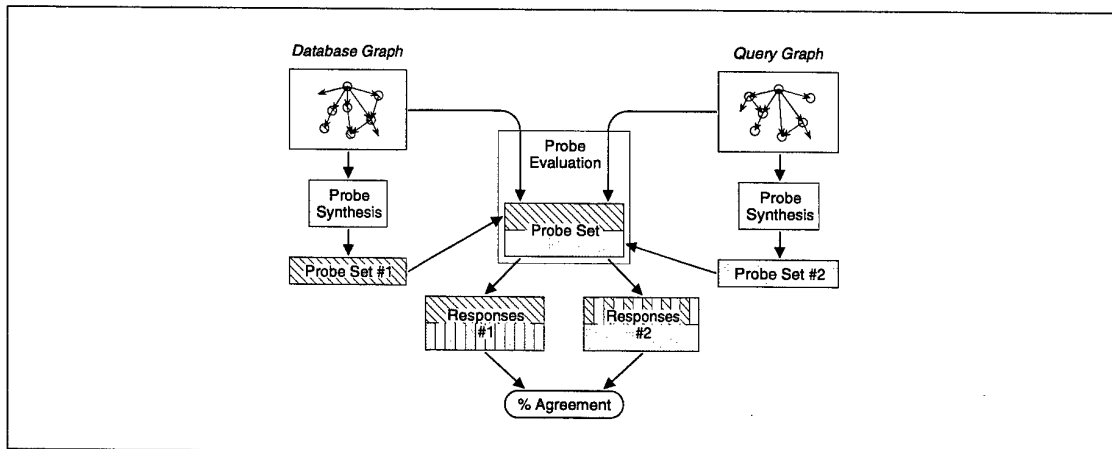 Database Graph
Query Graph
Probe
Evaluation
Probe
Synthesis
Probe
Synthesis
Probe Set
Probe Set #1
Probe Set #2
Responses
#1
Responses
#2
% Agreement